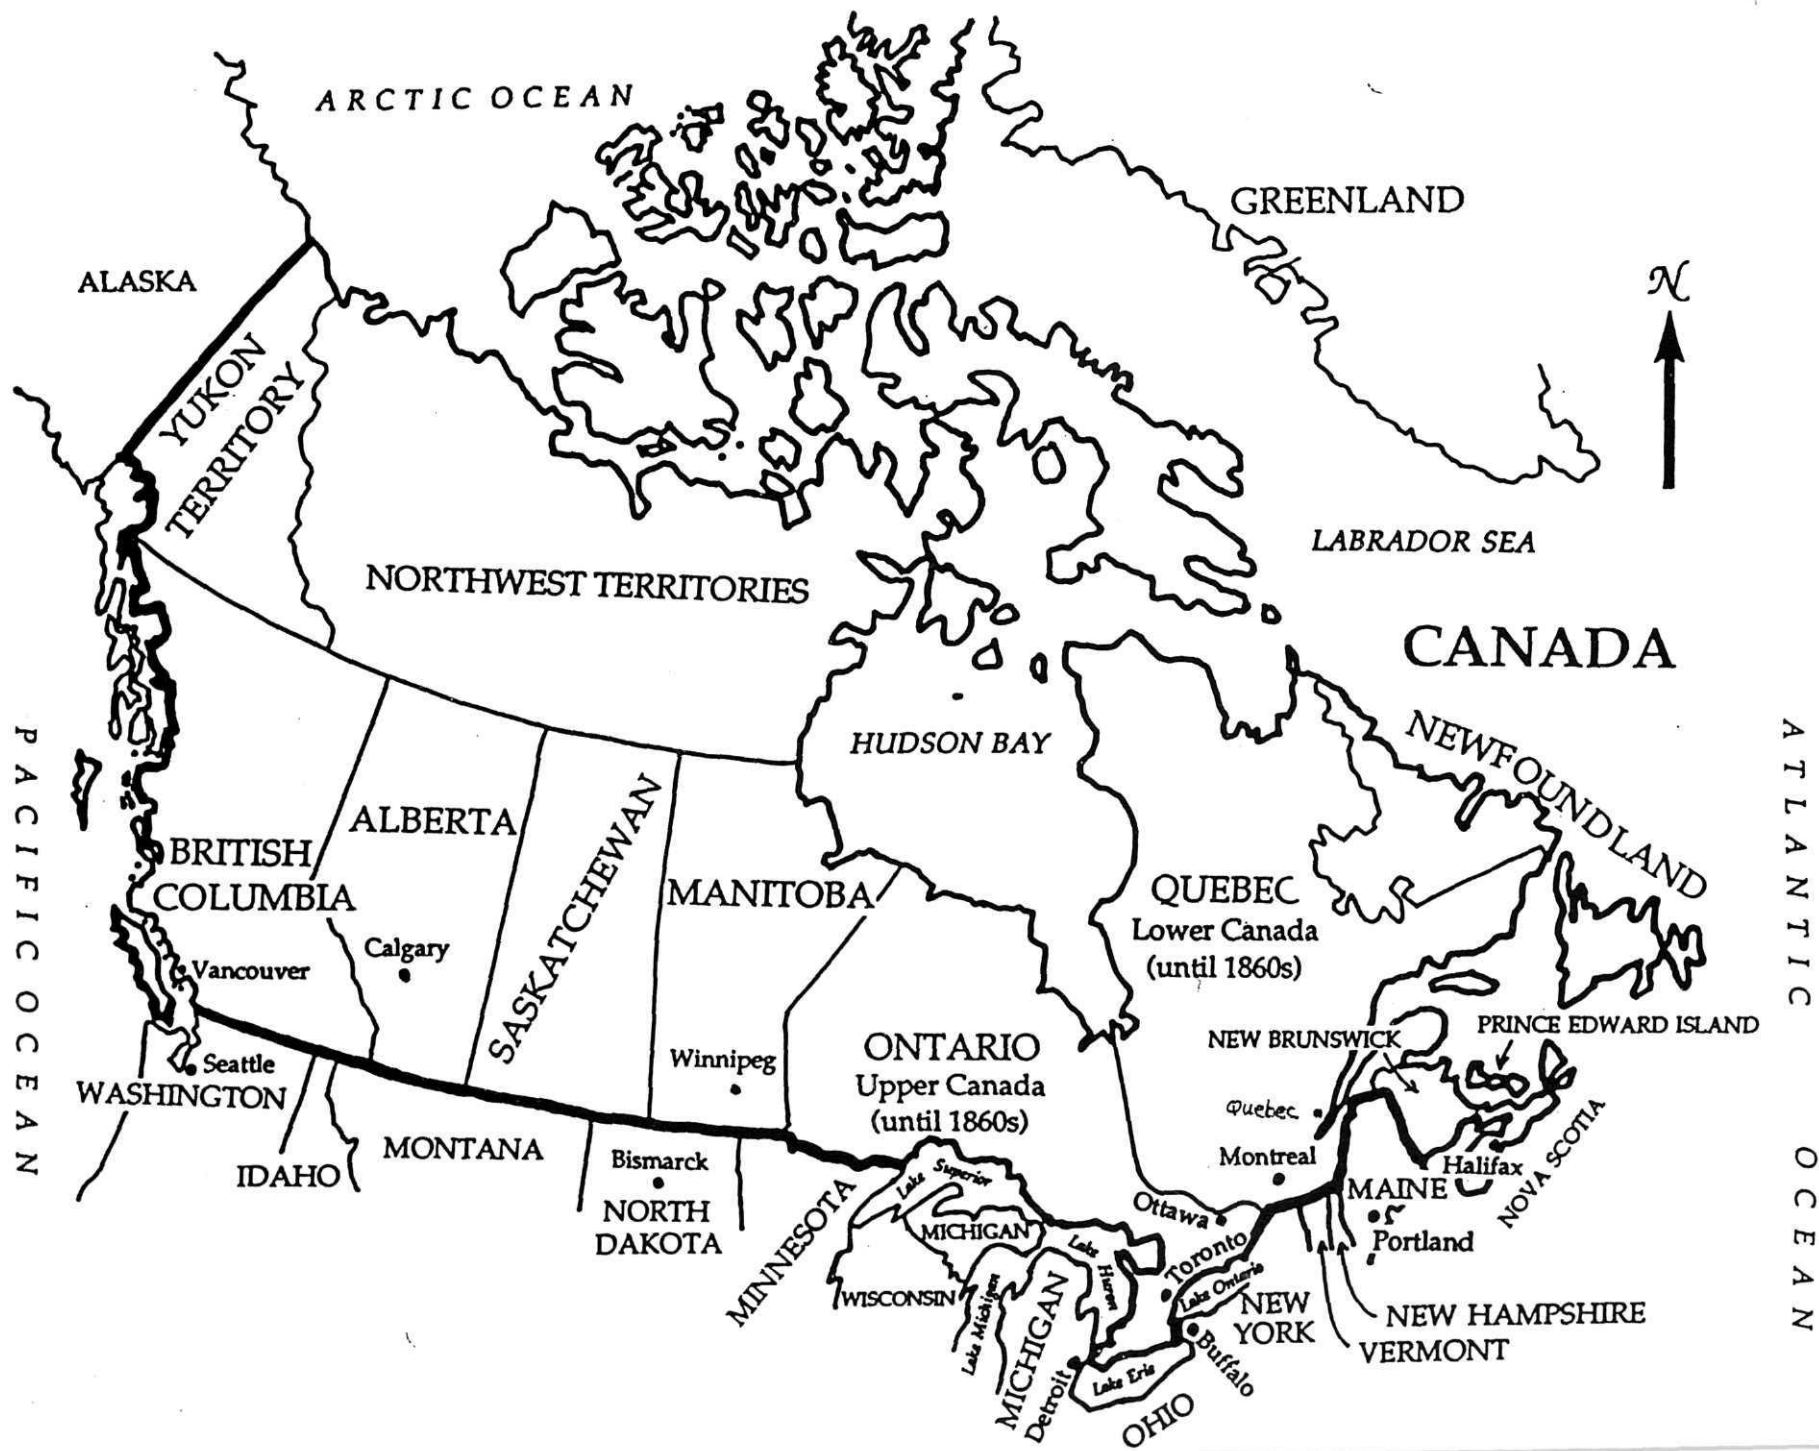 ARCTIC OCEAN
GREENLAND
ALASKA
N
YUKON
TERRITORY
LABRADOR SEA
NORTHWEST TERRITORIES
CANADA
HUDSON BAY
NEWFOUNDLAND
PACIFIC OCEAN
ATLANTIC OCEAN
ALBERTA
SASKATCHEWAN
BRITISH
COLUMBIA
MANITOBA
QUEBEC
Lower Canada
(until 1860s)
Calgary
Vancouver
NEW BRUNSWICK
PRINCE EDWARD ISLAND
ONTARIO
Upper Canada
(until 1860s)
Winnipeg
Seattle
WASHINGTON
Quebec
Montreal
Halifax
NOVA SCOTIA
MONTANA
IDAHO
Bismarck
NORTH
DAKOTA
MINNESOTA
Lake Superior
MICHIGAN
WISCONSIN
Lake Michigan
MICHIGAN
Lake Huron
Ottawa
Toronto
Lake Ontario
MAINE
Portland
NEW
YORK
NEW HAMPSHIRE
VERMONT
Buffalo
Detroit
Lake Erie
OHIO